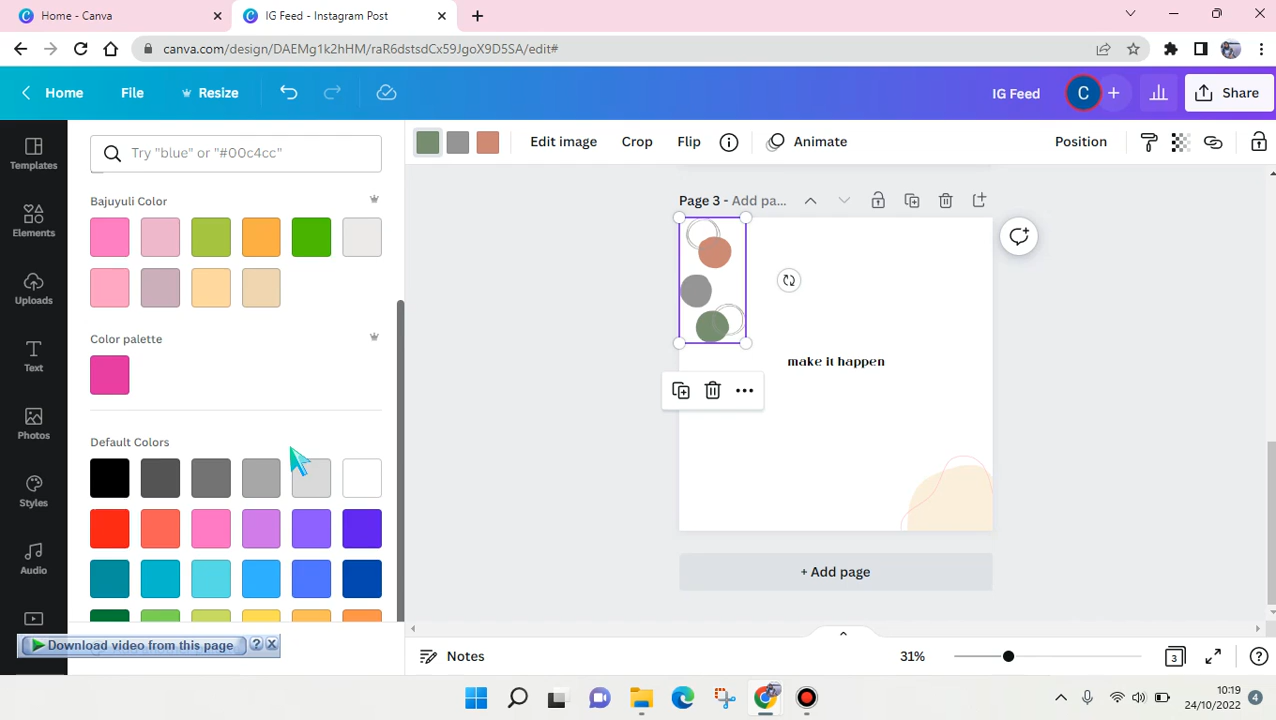 Home - Canva
IG Feed - Instagram Post
canva.com/design/DAEMg1k2hHM/raR6dstsdCx59JgoX9D5SA/edit#
Home
File
Resize
IG Feed
C
Share
Templates
Elements
Uploads
Text
Photos
Styles
Audio
Try "blue" or "#00c4cc"
Edit image
Crop
Flip
Animate
Position
Bajuyuli Color
Color palette
Default Colors
Page 3 - Add pa...
make it happen
+ Add page
Download video from this page
?
Notes
31%
3
10:19
24/10/2022
4